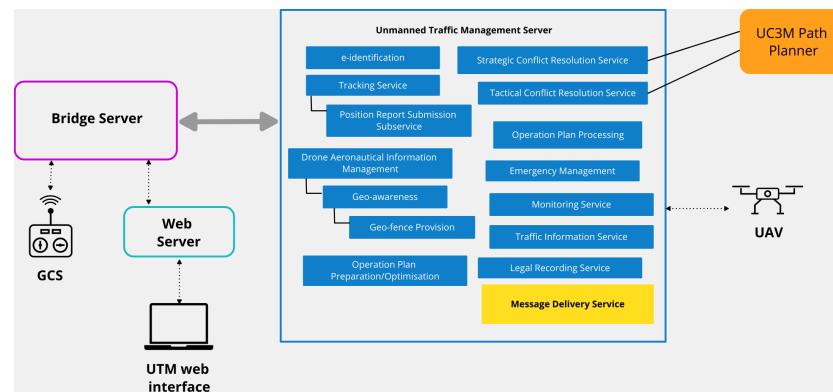 Unmanned Traffic Management Server
UC3M Path
Planner
e-identification
Strategic Conflict Resolution Service
Tracking Service
Tactical Conflict Resolution Service
Bridge Server
Position Report Submission
Subservice
Operation Plan Processing
Drone Aeronautical Information
Management
Emergency Management
Geo-awareness
Monitoring Service
Web
Server
Geo-fence Provision
Traffic Information Service
UAV
GCS
Operation Plan
Preparation/Optimisation
Legal Recording Service
Message Delivery Service
UTM web
interface